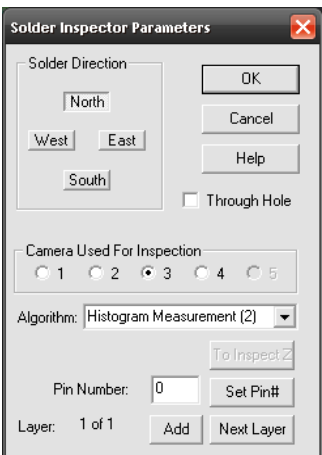 Solder Inspector Parameters
Solder Direction
North
West East
South
OK
Cancel
Help
Through Hole
Camera Used For Inspection
1 2 3 4 5
Algorithm: Histogram Measurement (2)
To Inspect Z
Pin Number: 0 Set Pin#
Layer: 1 of 1 Add Next Layer